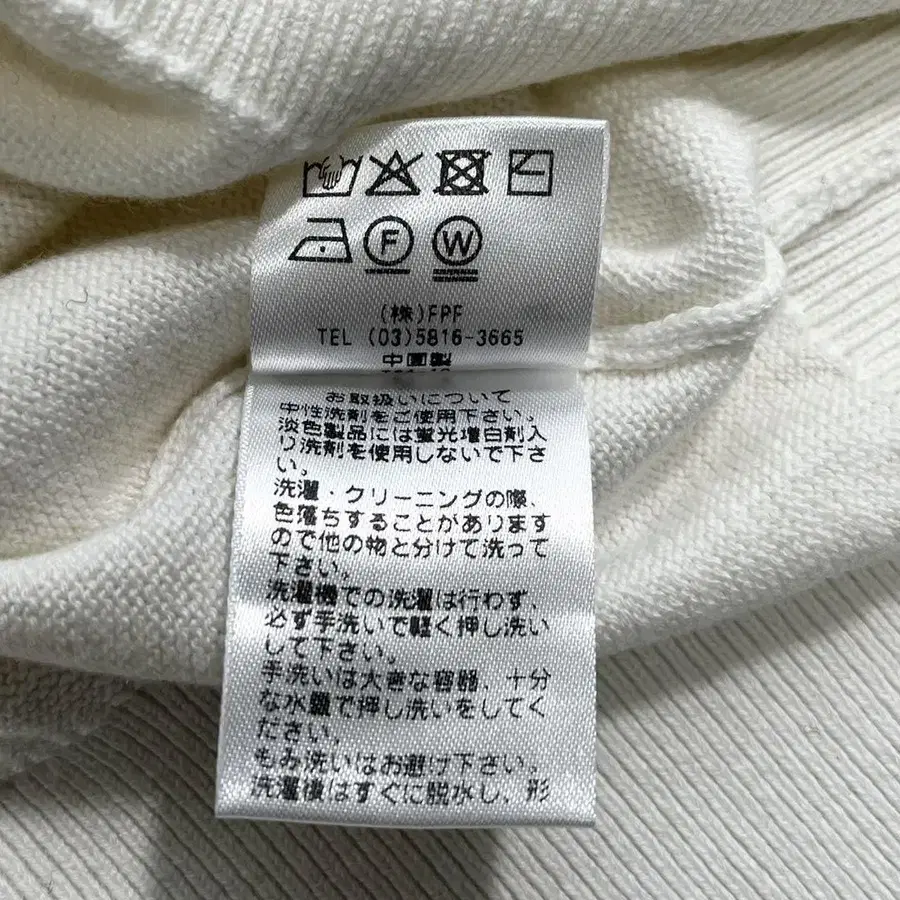 F W
(株)FPF
TEL (03)5816-3665
中国製
お取扱いについて
中性洗剤をご使用下さい。
淡色製品には蛍光増白剤入
り洗剤を使用しないで下さ
い。
洗濯・クリーニングの際、
色落ちすることがあります
ので他の物と分けて洗って
下さい。
洗濯機での洗濯は行わず、
必ず手洗いで軽く押し洗い
して下さい。
手洗いは大きな容器、十分
な水量で押し洗いをしてく
ださい。
もみ洗いはお避け下さい。
洗濯後はすぐに脱水し、形